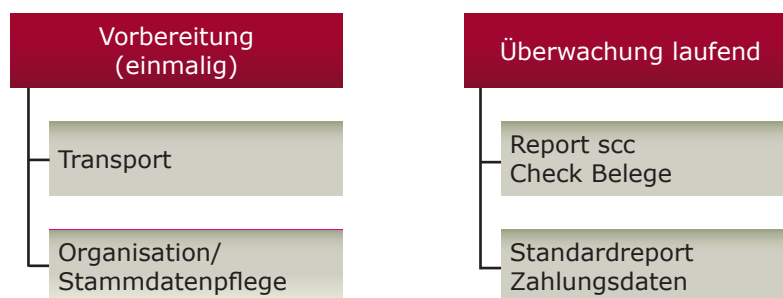 Vorbereitung
(einmalig)
Transport
Organisation/
Stammdatenpflege
Überwachung laufend
Report scc
Check Belege
Standardreport
Zahlungsdaten